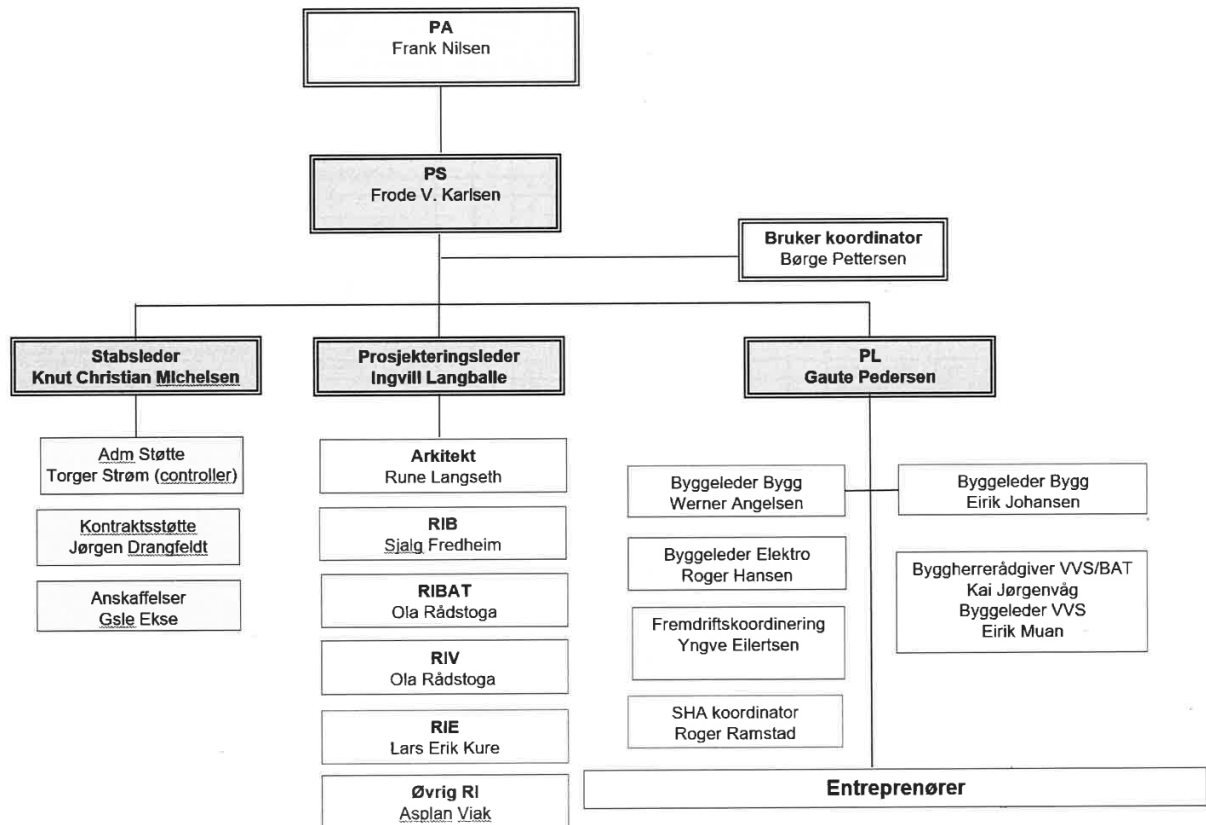 PA
Frank Nilsen
PS
Frode V. Karlsen
Bruker koordinator
Børge Pettersen
Stabsleder
Knut Christian MIchelsen
Prosjekteringsleder
Ingvill Langballe
PL
Gaute Pedersen
Adm Støtte
Torger Strøm (controller)
Kontraktsstøtte
Jørgen Drangfeldt
Anskaffelser
Gsle Ekse
Arkitekt
Rune Langseth
RIB
Sjalg Fredheim
RIBAT
Ola Rådstoga
RIV
Ola Rådstoga
RIE
Lars Erik Kure
Øvrig RI
Asplan Viak
Byggeleder Bygg
Werner Angelsen
Byggeleder Elektro
Roger Hansen
Fremdriftskoordinering
Yngve Eilertsen
SHA koordinator
Roger Ramstad
Byggeleder Bygg
Eirik Johansen
Byggherrerådgiver VVS/BAT
Kai Jørgenvåg
Byggeleder VVS
Eirik Muan
Entreprenører